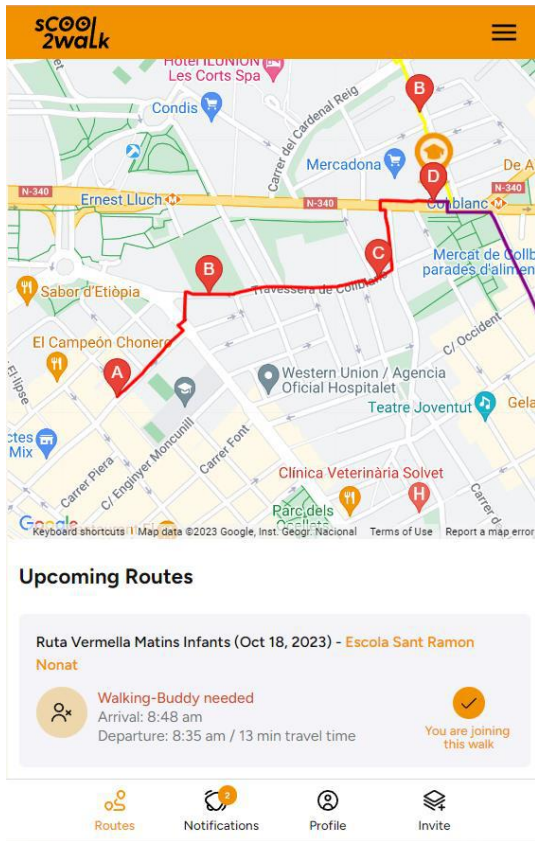 sCOOL
2walk
Hotel ILUNION
Les Corts Spa
Condis
Carrer del Cardenal Reig
B
Mercadona
De A
D
N-340
Ernest Lluch
N-340
Collblanc
N-340
C
Mercat de Collb
parades d'alimen
B
Travessera de Collblanc
Sabor d'Etiòpia
El Campeón Chonero
A
C/ Occident
Western Union / Agencia
Oficial Hospitalet
Teatre Joventut
Gela
ctes
Mix
C/ Enginyer Moncunill
Carrer Font
Carrer Piera
Clínica Veterinària Solvet
H
Parc dels
Carrer d
Google
Keyboard shortcuts
Map data ©2023 Google, Inst. Geogr. Nacional
Terms of Use
Report a map error
Upcoming Routes
Ruta Vermella Matins Infants (Oct 18, 2023) - Escola Sant Ramon
Nonat
Walking-Buddy needed
Arrival: 8:48 am
Departure: 8:35 am / 13 min travel time
You are joining
this walk
2
Routes
Notifications
Profile
Invite